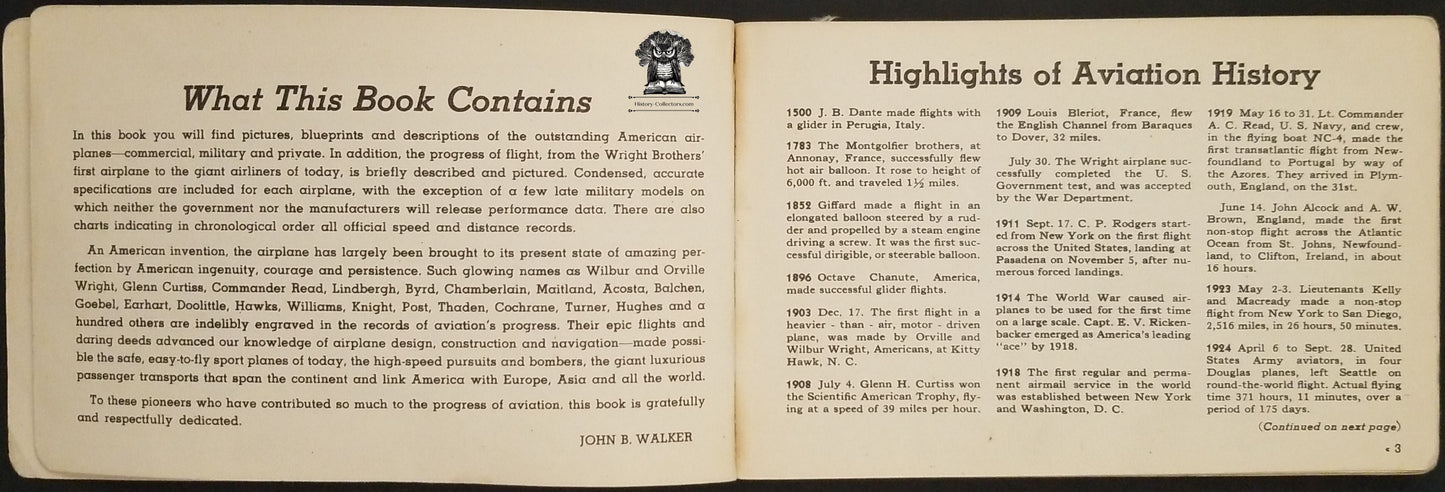 What This Book Contains
In this book you will find pictures, blueprints and descriptions of the outstanding American air-
planes—commercial, military and private. In addition, the progress of flight, from the Wright Brothers'
first airplane to the giant airliners of today, is briefly described and pictured. Condensed, accurate
specifications are included for each airplane, with the exception of a few late military models on
which neither the government nor the manufacturers will release performance data. There are also
charts indicating in chronological order all official speed and distance records.
An American invention, the airplane has largely been brought to its present state of amazing per-
fection by American ingenuity, courage and persistence. Such glowing names as Wilbur and Orville
Wright, Glenn Curtiss, Commander Read, Lindbergh, Byrd, Chamberlain, Maitland, Acosta, Balchen,
Goebel, Earhart, Doolittle, Hawks, Williams, Knight, Post, Thaden, Cochrane, Turner, Hughes and a
hundred others are indelibly engraved in the records of aviation's progress. Their epic flights and
daring deeds advanced our knowledge of airplane design, construction and navigation—made possi-
ble the safe, easy-to-fly sport planes of today, the high-speed pursuits and bombers, the giant luxurious
passenger transports that span the continent and link America with Europe, Asia and all the world.
To these pioneers who have contributed so much to the progress of aviation, this book is gratefully
and respectfully dedicated.
JOHN B. WALKER
History-Collectors.com
Highlights of Aviation History
1500 J. B. Dante made flights with
a glider in Perugia, Italy.
1783 The Montgolfier brothers, at
Annonay, France, successfully flew
hot air balloon. It rose to height of
6,000 ft. and traveled 1½ miles.
1852 Giffard made a flight in an
elongated balloon steered by a rud-
der and propelled by a steam engine
driving a screw. It was the first suc-
cessful dirigible, or steerable balloon.
1896 Octave Chanute, America,
made successful glider flights.
1903 Dec. 17. The first flight in a
heavier - than - air, motor - driven
plane, was made by Orville and
Wilbur Wright, Americans, at Kitty
Hawk, N. C.
1908 July 4. Glenn H. Curtiss won
the Scientific American Trophy, fly-
ing at a speed of 39 miles per hour.
1909 Louis Bleriot, France, flew
the English Channel from Baraques
to Dover, 32 miles.
July 30. The Wright airplane suc-
cessfully completed the U. S.
Government test, and was accepted
by the War Department.
1911 Sept. 17. C. P. Rodgers start-
ed from New York on the first flight
across the United States, landing at
Pasadena on November 5, after nu-
merous forced landings.
1914 The World War caused air-
planes to be used for the first time
on a large scale. Capt. E. V. Ricken-
backer emerged as America's leading
"ace" by 1918.
1918 The first regular and perma-
nent airmail service in the world
was established between New York
and Washington, D. C.
1919 May 16 to 31. Lt. Commander
A. C. Read, U. S. Navy, and crew,
in the flying boat NC-4, made the
first transatlantic flight from New-
foundland to Portugal by way of
the Azores. They arrived in Plym-
outh, England, on the 31st.
June 14. John Alcock and A. W.
Brown, England, made the first
non-stop flight across the Atlantic
Ocean from St. Johns, Newfound-
land, to Clifton, Ireland, in about
16 hours.
1923 May 2-3. Lieutenants Kelly
and Macready made a non-stop
flight from New York to San Diego,
2,516 miles, in 26 hours, 50 minutes.
1924 April 6 to Sept. 28. United
States Army aviators, in four
Douglas planes, left Seattle on
round-the-world flight. Actual flying
time 371 hours, 11 minutes, over a
period of 175 days.
(Continued on next page)
3